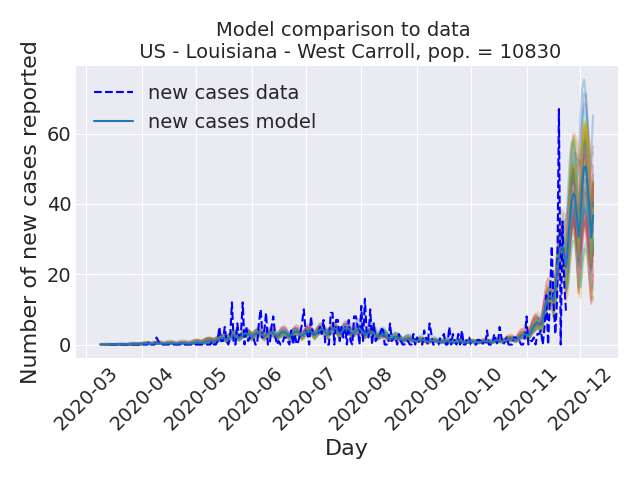 Model comparison to data
US - Louisiana - West Carroll, pop. = 10830
new cases data
new cases model
Number of new cases reported
60
40
20
0
2020-03
2020-04
2020-05
2020-06
2020-07
2020-08
2020-09
2020-10
2020-11
2020-12
Day